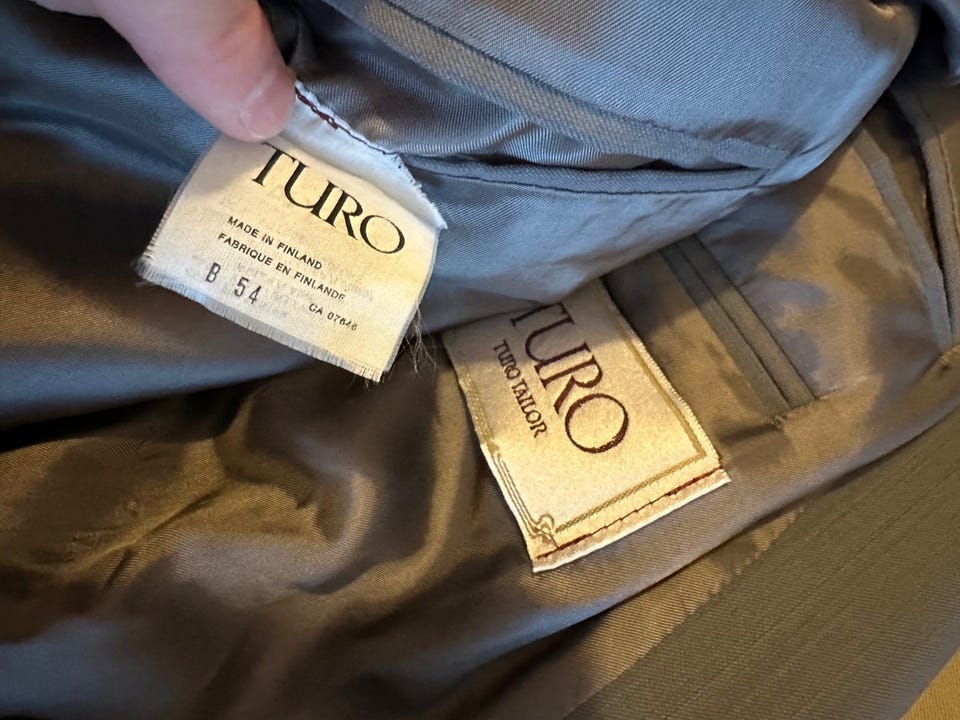 TURO
MADE IN FINLAND
FABRIQUE EN FINLANDE
B 54
CA 07646
TURO
TURO TAILOR